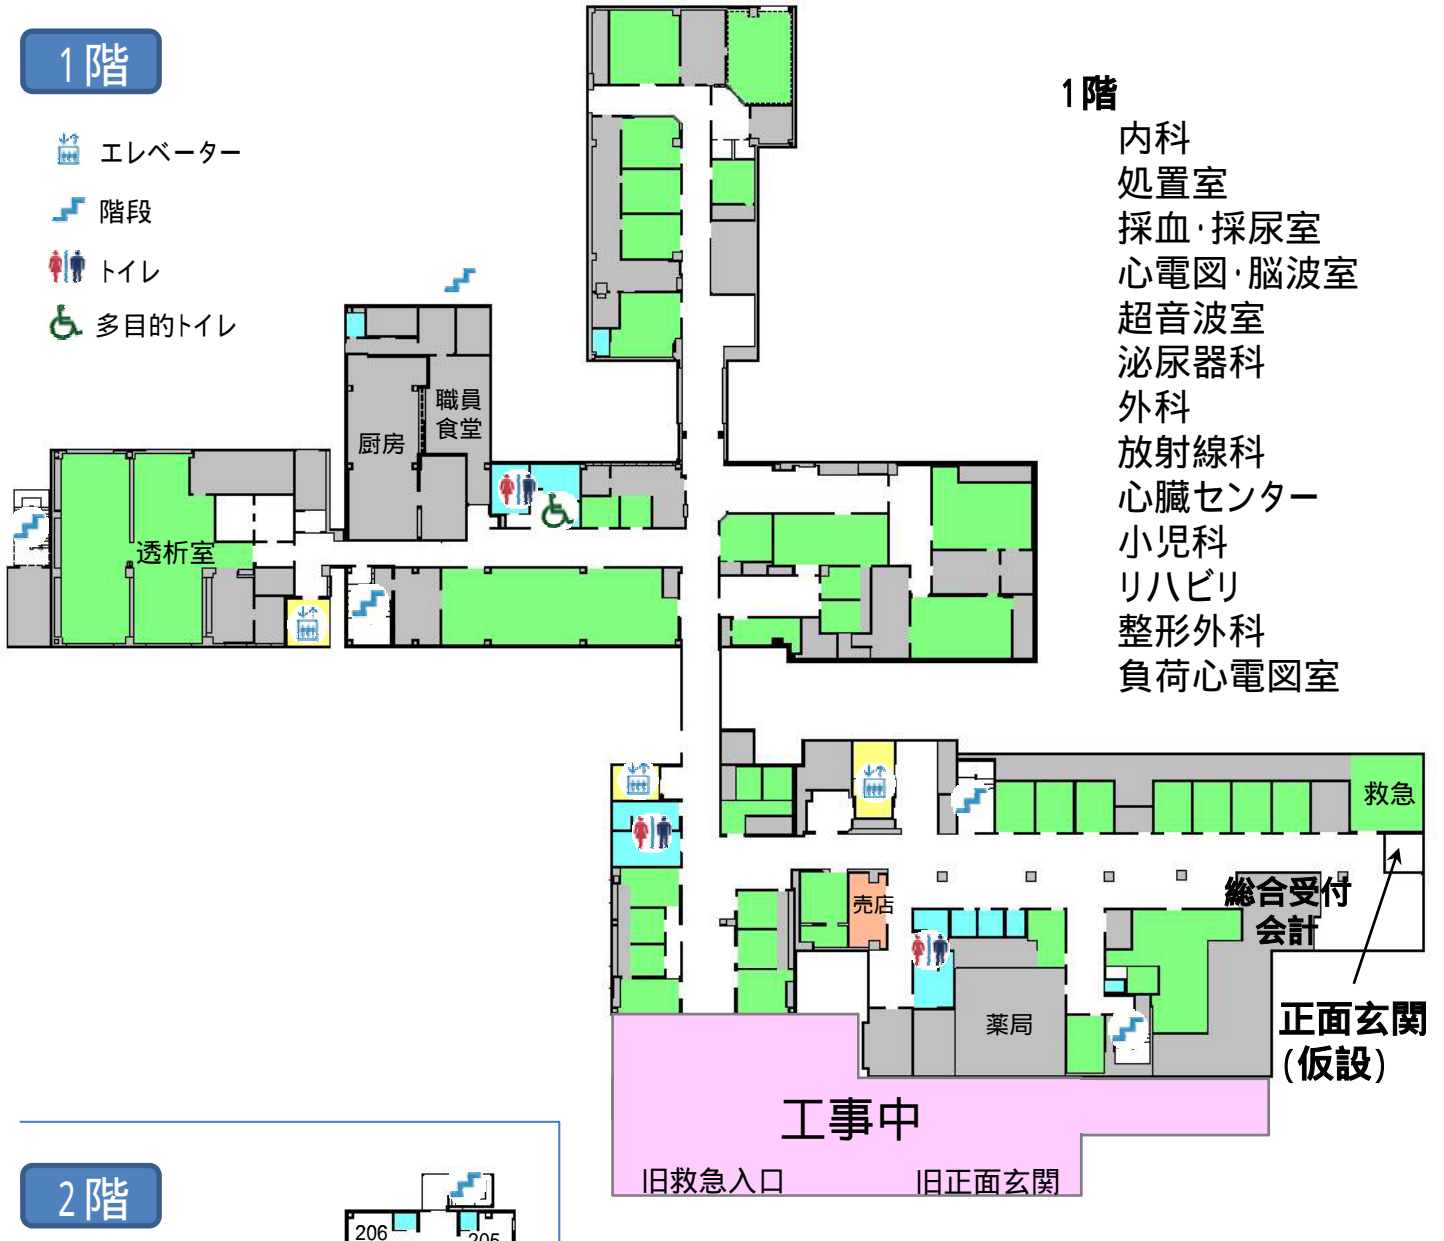 1階
エレベーター
階段
トイレ
多目的トイレ
1階
内科
処置室
採血・採尿室
心電図・脳波室
超音波室
泌尿器科
外科
放射線科
心臓センター
小児科
リハビリ
整形外科
負荷心電図室
職員
食堂
厨房
透析室
救急
売店
総合受付
会計
薬局
正面玄関
(仮設)
工事中
旧救急入口
旧正面玄関
2階
206
205